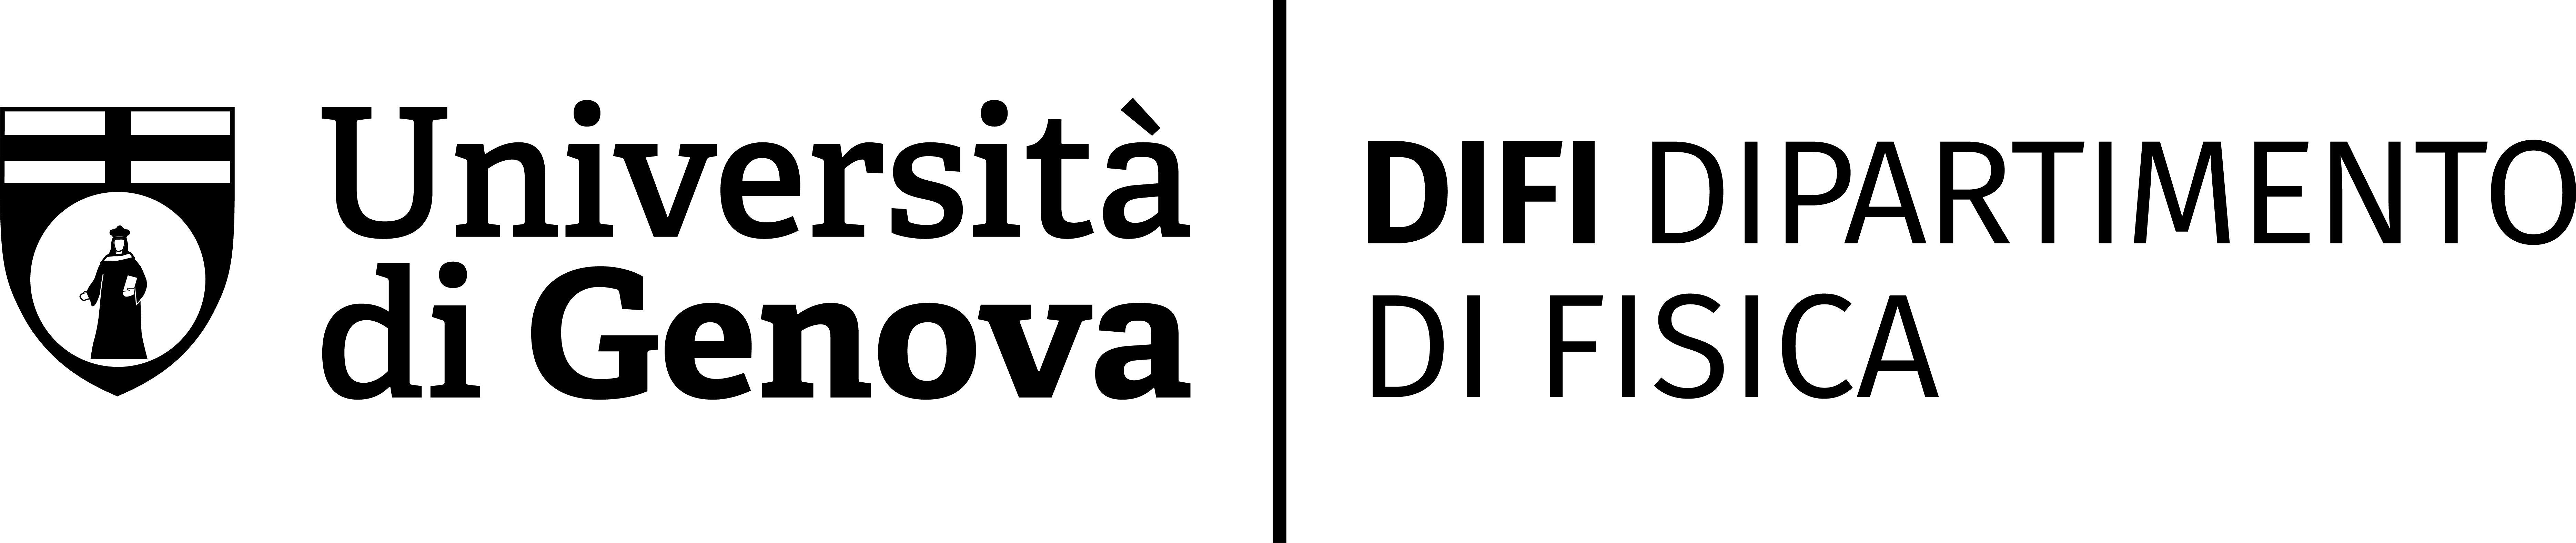 Università
di Genova
DIFI DIPARTIMENTO
DI FISICA